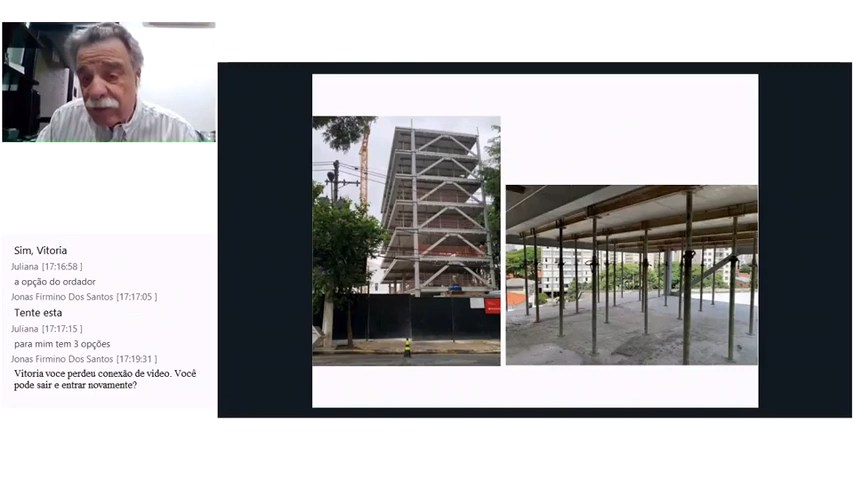 Sim, Vitoria
Juliana [17:16:58 ]
a opção do ordador
Jonas Firmino Dos Santos [17:17:05 ]
Tente esta
Juliana [17:17:15 ]
para mim tem 3 opções
Jonas Firmino Dos Santos [17:19:31 ]
Vitoria voce perdeu conexão de video. Você
pode sair e entrar novamente?